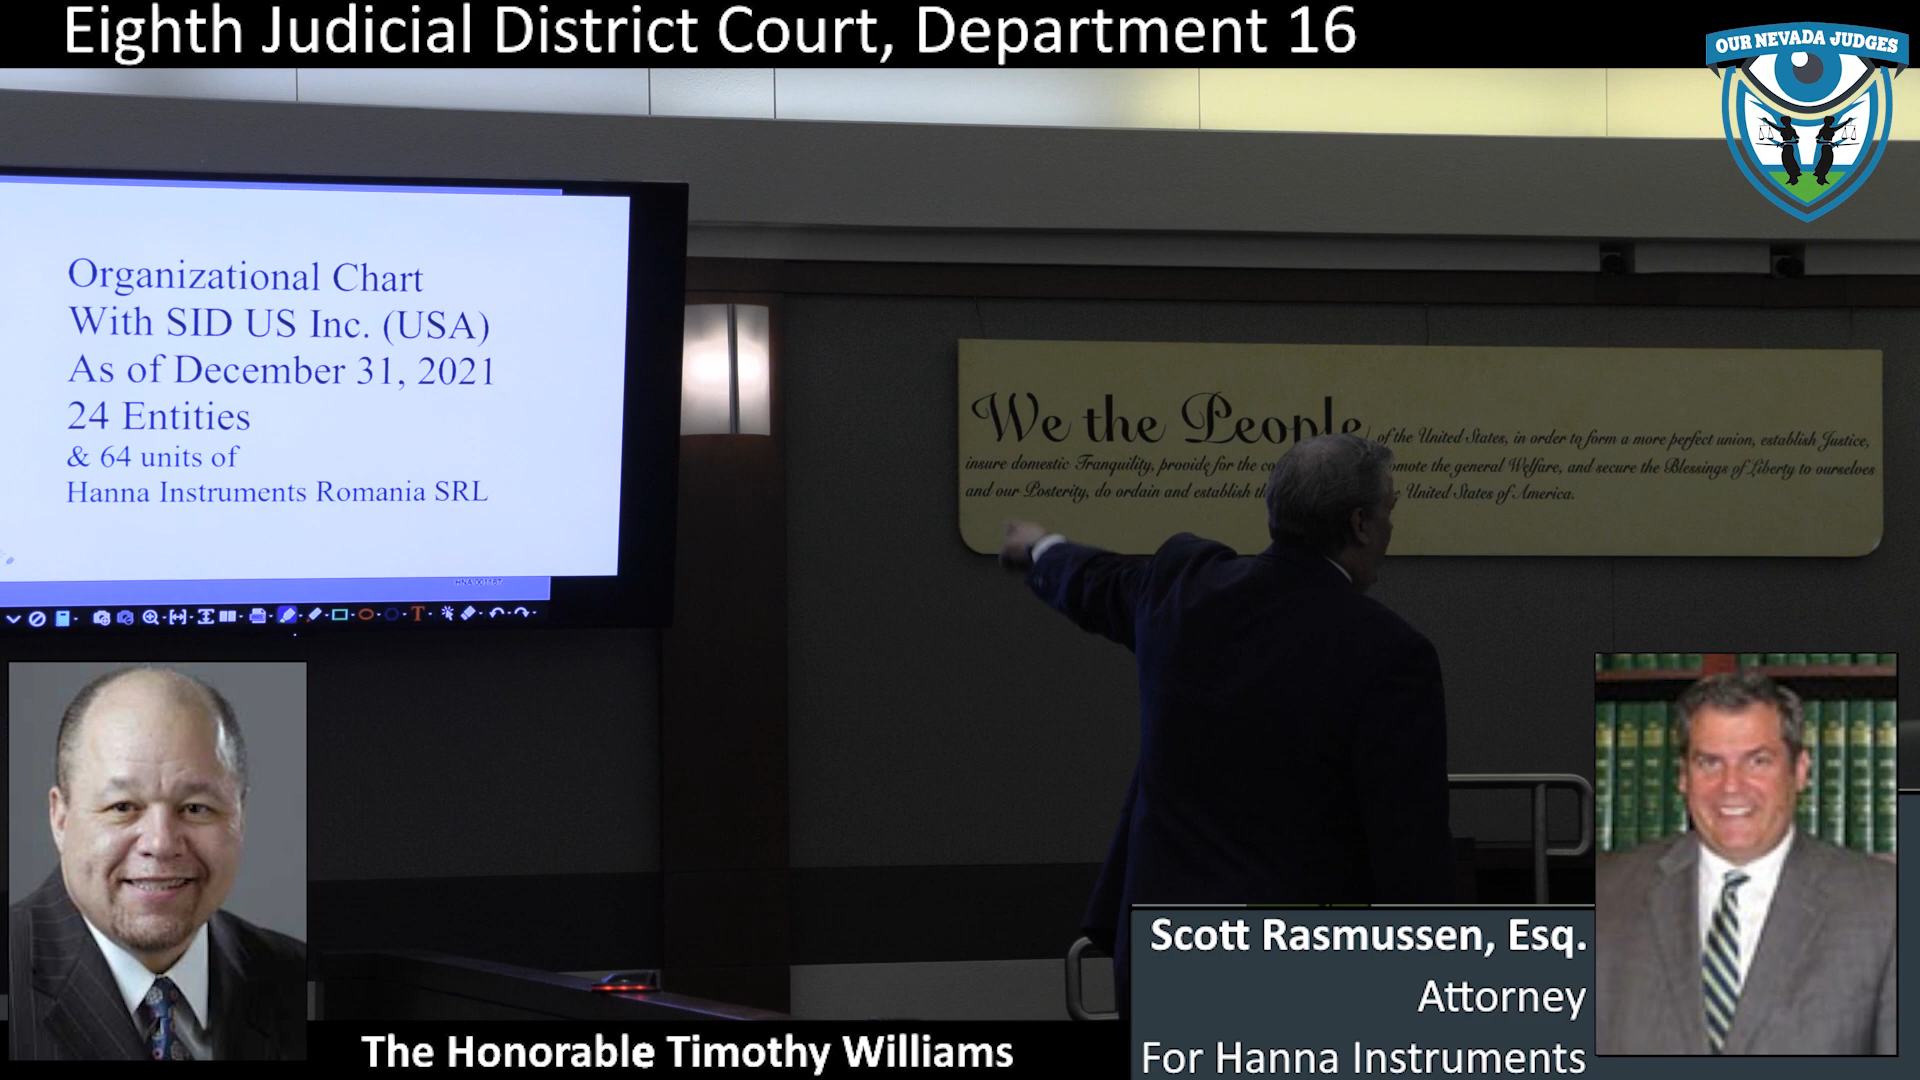 Eighth Judicial District Court, Department 16
OUR NEVADA JUDGES
Organizational Chart
With SID US Inc. (USA)
As of December 31, 2021
24 Entities
& 64 units of
Hanna Instruments Romania SRL
We the People of the United States, in order to form a more perfect union, establish Justice,
insure domestic Tranquility, provide for the omote the general Welfare, and secure the Blessings of Liberty to ourselves
and our Posterity, do ordain and establish United States of America.
Scott Rasmussen, Esq.
Attorney
For Hanna Instruments
The Honorable Timothy Williams